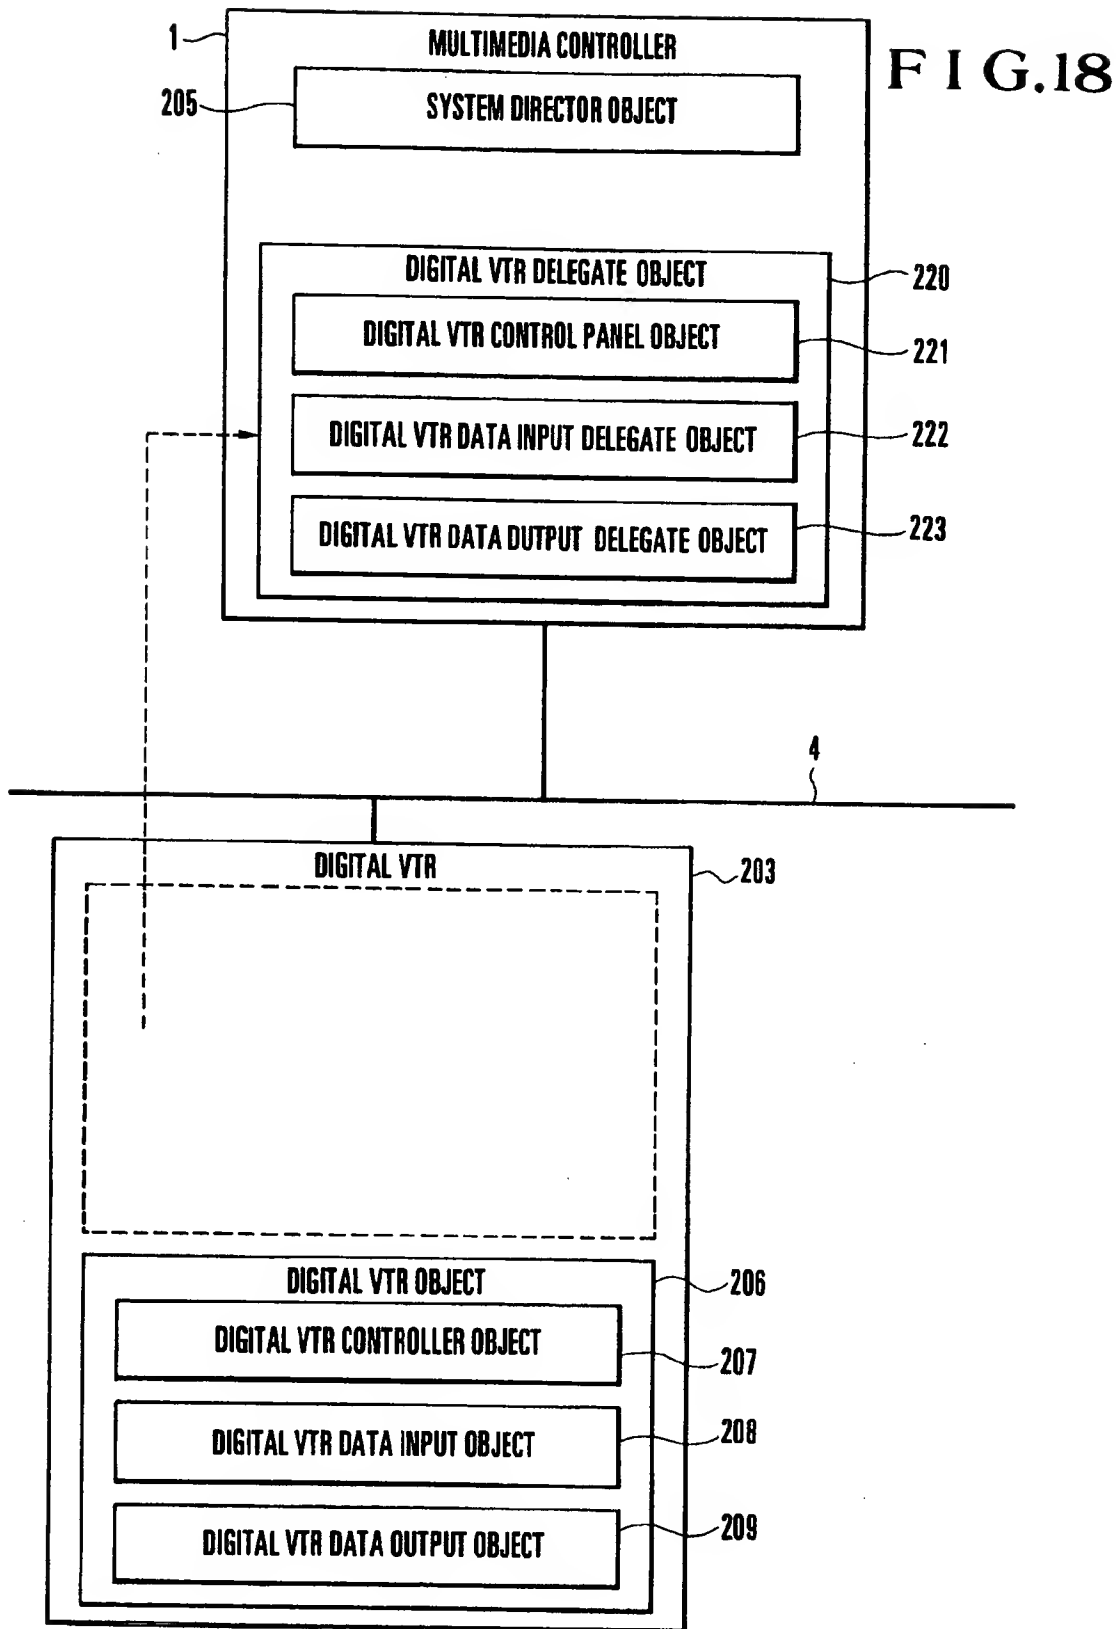 FIG.18
1
MULTIMEDIA CONTROLLER
205
SYSTEM DIRECTOR OBJECT
DIGITAL VTR DELEGATE OBJECT
220
DIGITAL VTR CONTROL PANEL OBJECT
221
DIGITAL VTR DATA INPUT DELEGATE OBJECT
222
DIGITAL VTR DATA DUTPUT DELEGATE OBJECT
223
4
DIGITAL VTR
203
DIGITAL VTR OBJECT
206
DIGITAL VTR CONTROLLER OBJECT
207
DIGITAL VTR DATA INPUT OBJECT
208
DIGITAL VTR DATA OUTPUT OBJECT
209